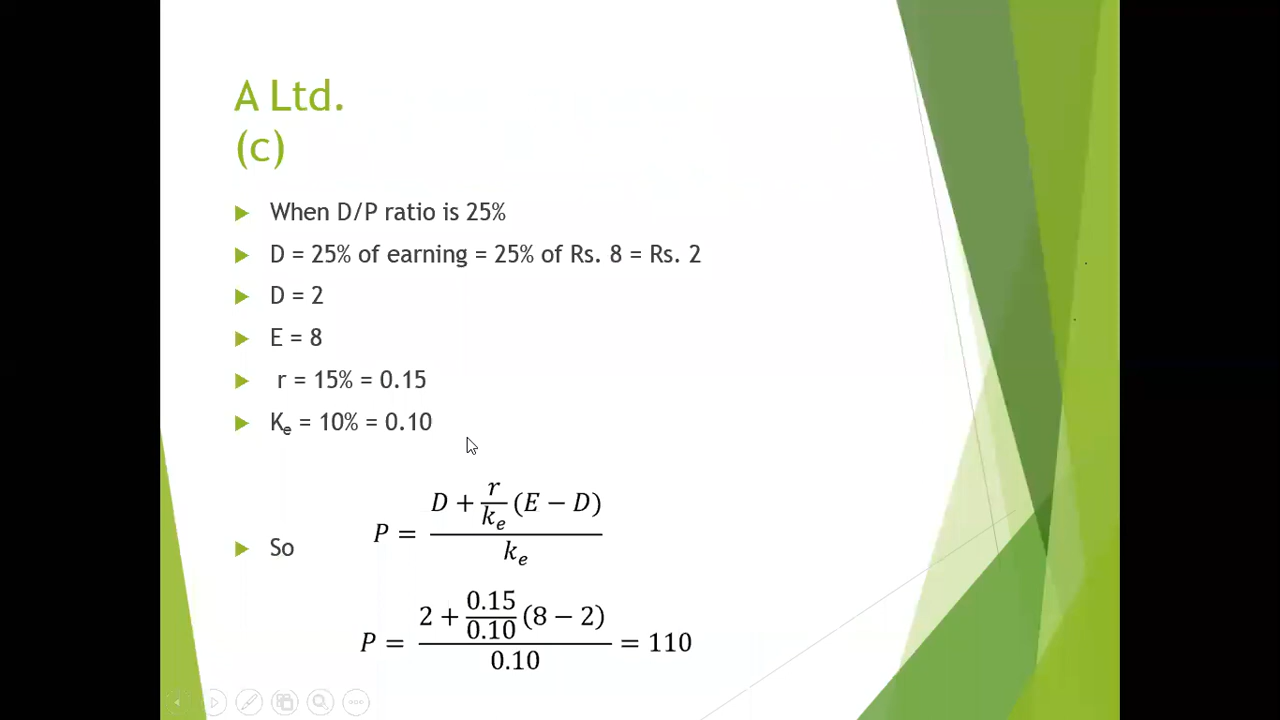 A Ltd.
(c)
When D/P ratio is 25%
D = 25% of earning = 25% of Rs. 8 = Rs. 2
D = 2
E = 8
r = 15% = 0.15
Kₑ = 10% = 0.10
So
P = (D + r/kₑ (E − D)) / kₑ
P = (2 + 0.15/0.10 (8 − 2)) / 0.10 = 110